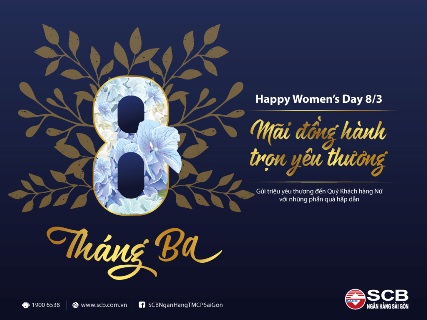 8
Tháng Ba
Happy Women's Day 8/3
Mãi đồng hành
trọn yêu thương
Gửi triệu yêu thương đến Quý Khách hàng Nữ
với những phần quà hấp dẫn
1900 6538
www.scb.com.vn
SCBNganHangTMCPSaiGon
SCB
NGÂN HÀNG SÀI GÒN